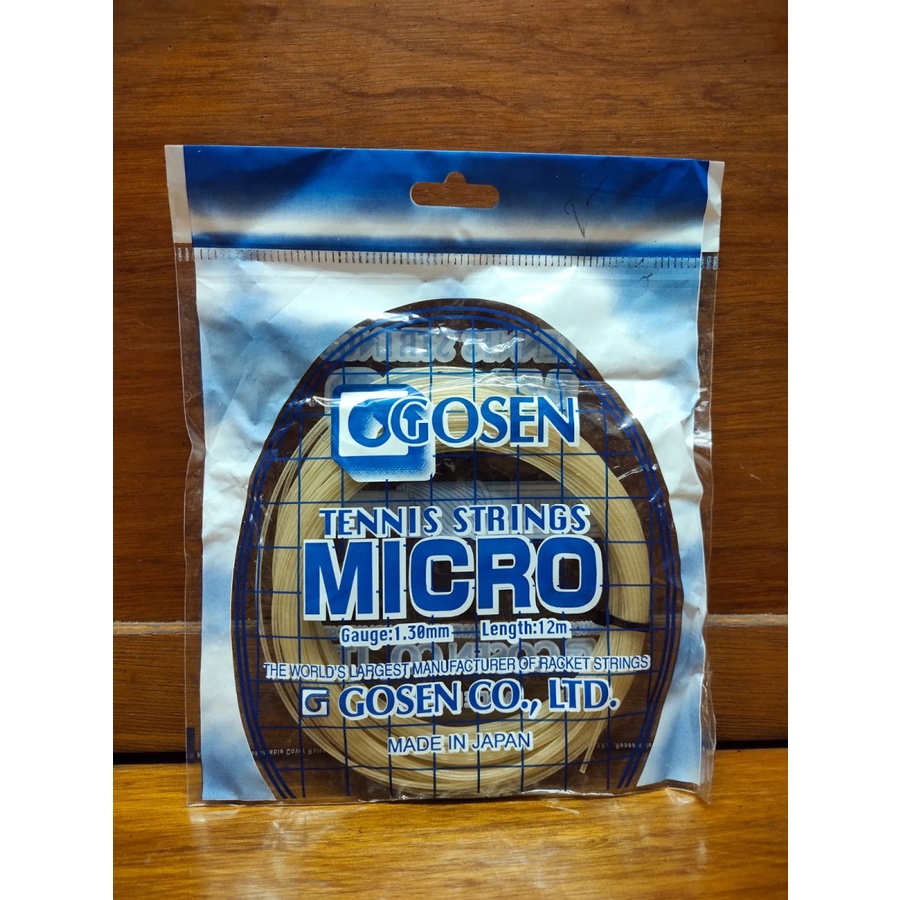 GOSEN
TENNIS STRINGS
MICRO
Gauge:1.30mm Length:12m
THE WORLD'S LARGEST MANUFACTURER OF RACKET STRINGS
GOSEN CO., LTD.
MADE IN JAPAN